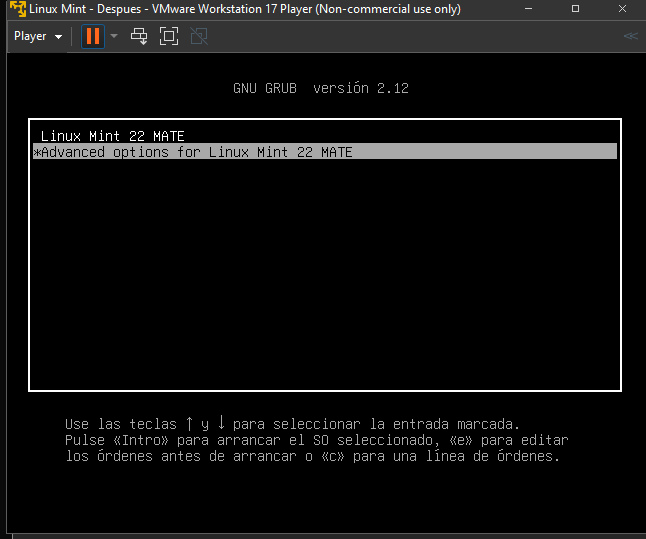 Linux Mint - Despues - VMware Workstation 17 Player (Non-commercial use only)
Player
GNU GRUB versión 2.12
Linux Mint 22 MATE
*Advanced options for Linux Mint 22 MATE
Use las teclas ↑ y ↓ para seleccionar la entrada marcada.
Pulse «Intro» para arrancar el SO seleccionado, «e» para editar
los órdenes antes de arrancar o «c» para una línea de órdenes.